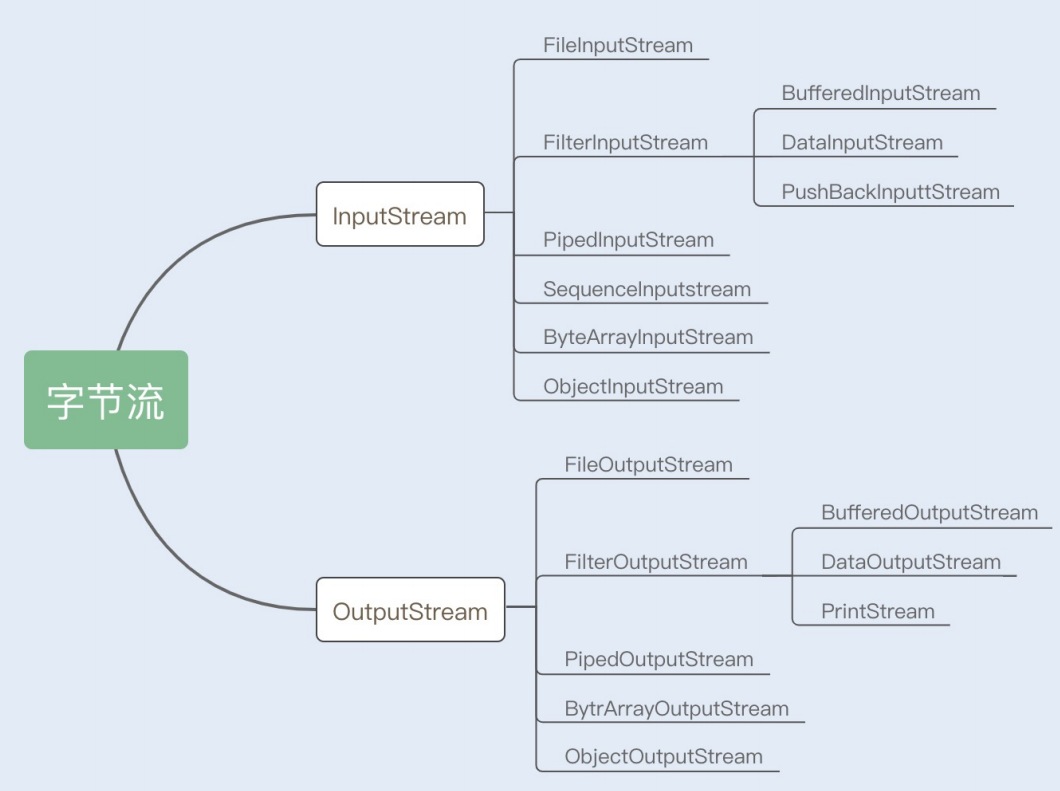 字节流
InputStream
FileInputStream
FilterInputStream
BufferedInputStream
DataInputStream
PushBackInputtStream
PipedInputStream
SequenceInputstream
ByteArrayInputStream
ObjectInputStream
OutputStream
FileOutputStream
FilterOutputStream
BufferedOutputStream
DataOutputStream
PrintStream
PipedOutputStream
BytrArrayOutputStream
ObjectOutputStream